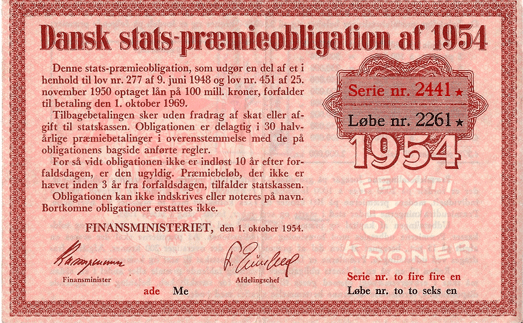 Dansk stats-præmieobligation af 1954
Denne stats-præmieobligation, som udgør en del af et i
henhold til lov nr. 277 af 9. juni 1948 og lov nr. 451 af 25.
november 1950 optaget lån på 100 mill. kroner, forfalder
til betaling den 1. oktober 1969.
Tilbagebetalingen sker uden fradrag af skat eller af-
gift til statskassen. Obligationen er delagtig i 30 halv-
årlige præmiebetalinger i overensstemmelse med de på
obligationens bagside anførte regler.
For så vidt obligationen ikke er indløst 10 år efter forfalds-
dagen, er den ugyldig. Præmiebeløb, der ikke er
hævet inden 3 år fra forfaldsdagen, tilfalder statskassen.
Obligationen kan ikke indskrives eller noteres på navn.
Bortkomne obligationer erstattes ikke.
FINANSMINISTERIET, den 1. oktober 1954.
Finansminister
Afdelingschef
ade Me
Serie nr. 2441★
Løbe nr. 2261★
1954
FEMTI
50
KRONER
Serie nr. to fire fire en
Løbe nr. to to seks en